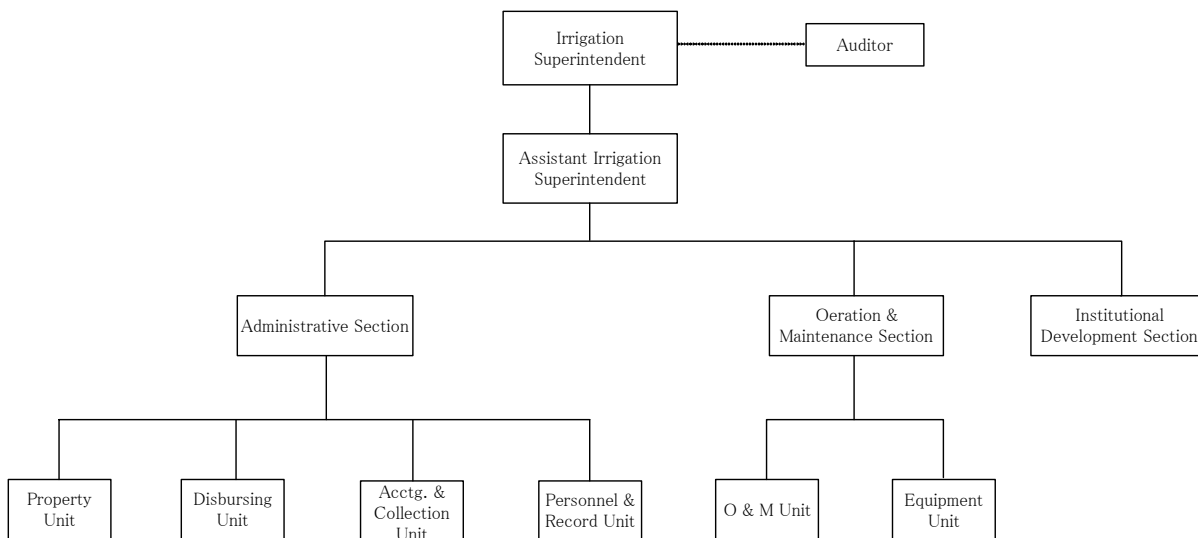 Irrigation
Superintendent
Auditor
Assistant Irrigation
Superintendent
Administrative Section
Oeration &
Maintenance Section
Institutional
Development Section
Property
Unit
Disbursing
Unit
Acctg. &
Collection
Unit
Personnel &
Record Unit
O & M Unit
Equipment
Unit